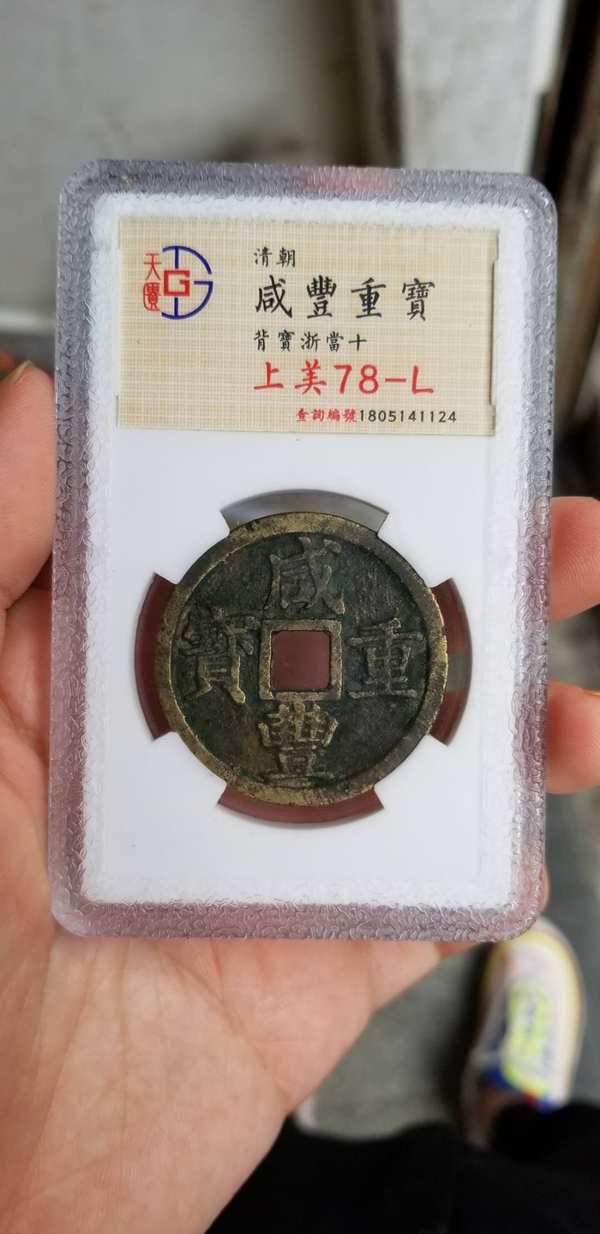 天圜
G
清朝
咸豐重寶
背寶浙當十
上美78-L
查詢編號1805141124
咸
寶 重
豐